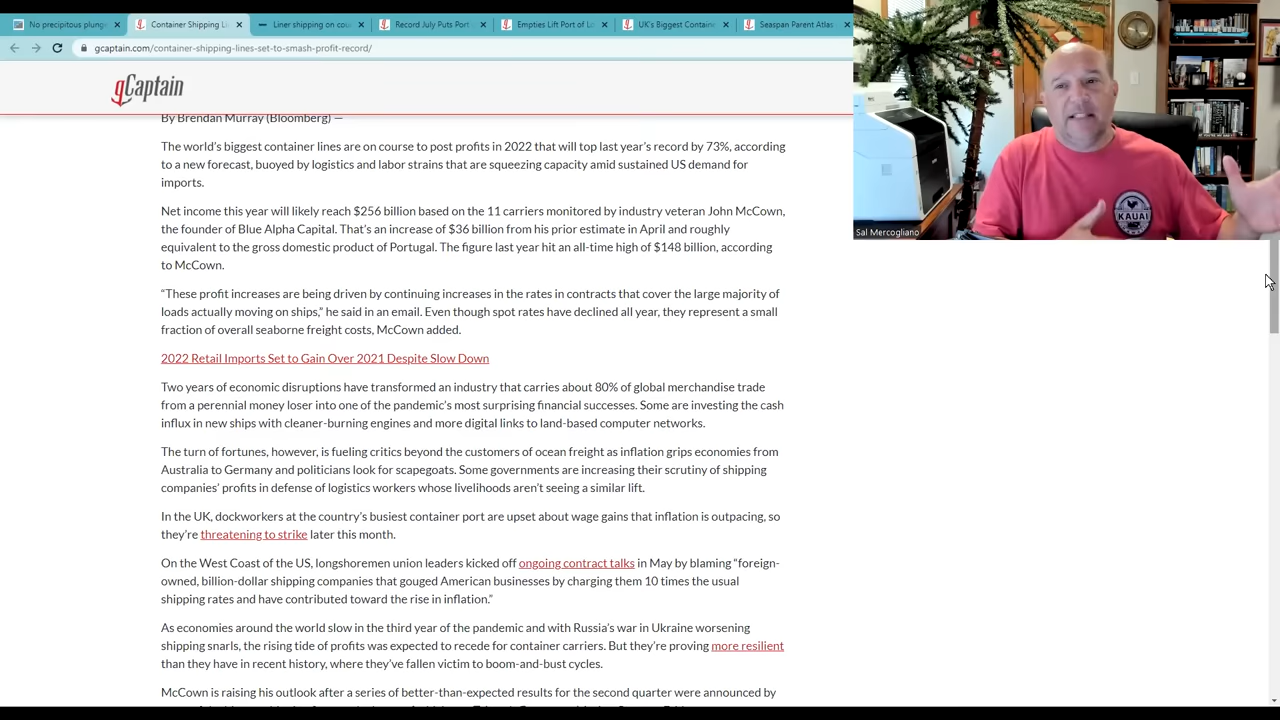 No precipitous plung
Container Shipping Li
Liner shipping on cou
Record July Puts Port
Empties Lift Port of Lo
UK's Biggest Containe
Seaspan Parent Atlas
gcaptain.com/container-shipping-lines-set-to-smash-profit-record/
gCaptain
By Brendan Murray (Bloomberg) —
The world’s biggest container lines are on course to post profits in 2022 that will top last year’s record by 73%, according
to a new forecast, buoyed by logistics and labor strains that are squeezing capacity amid sustained US demand for
imports.
Net income this year will likely reach $256 billion based on the 11 carriers monitored by industry veteran John McCown,
the founder of Blue Alpha Capital. That’s an increase of $36 billion from his prior estimate in April and roughly
equivalent to the gross domestic product of Portugal. The figure last year hit an all-time high of $148 billion, according
to McCown.
“These profit increases are being driven by continuing increases in the rates in contracts that cover the large majority of
loads actually moving on ships,” he said in an email. Even though spot rates have declined all year, they represent a small
fraction of overall seaborne freight costs, McCown added.
2022 Retail Imports Set to Gain Over 2021 Despite Slow Down
Two years of economic disruptions have transformed an industry that carries about 80% of global merchandise trade
from a perennial money loser into one of the pandemic’s most surprising financial successes. Some are investing the cash
influx in new ships with cleaner-burning engines and more digital links to land-based computer networks.
The turn of fortunes, however, is fueling critics beyond the customers of ocean freight as inflation grips economies from
Australia to Germany and politicians look for scapegoats. Some governments are increasing their scrutiny of shipping
companies’ profits in defense of logistics workers whose livelihoods aren’t seeing a similar lift.
In the UK, dockworkers at the country’s busiest container port are upset about wage gains that inflation is outpacing, so
they’re threatening to strike later this month.
On the West Coast of the US, longshoremen union leaders kicked off ongoing contract talks in May by blaming “foreign-
owned, billion-dollar shipping companies that gouged American businesses by charging them 10 times the usual
shipping rates and have contributed toward the rise in inflation.”
As economies around the world slow in the third year of the pandemic and with Russia’s war in Ukraine worsening
shipping snarls, the rising tide of profits was expected to recede for container carriers. But they’re proving more resilient
than they have in recent history, where they’ve fallen victim to boom-and-bust cycles.
McCown is raising his outlook after a series of better-than-expected results for the second quarter were announced by
KAUAI
Sal Mercogliano